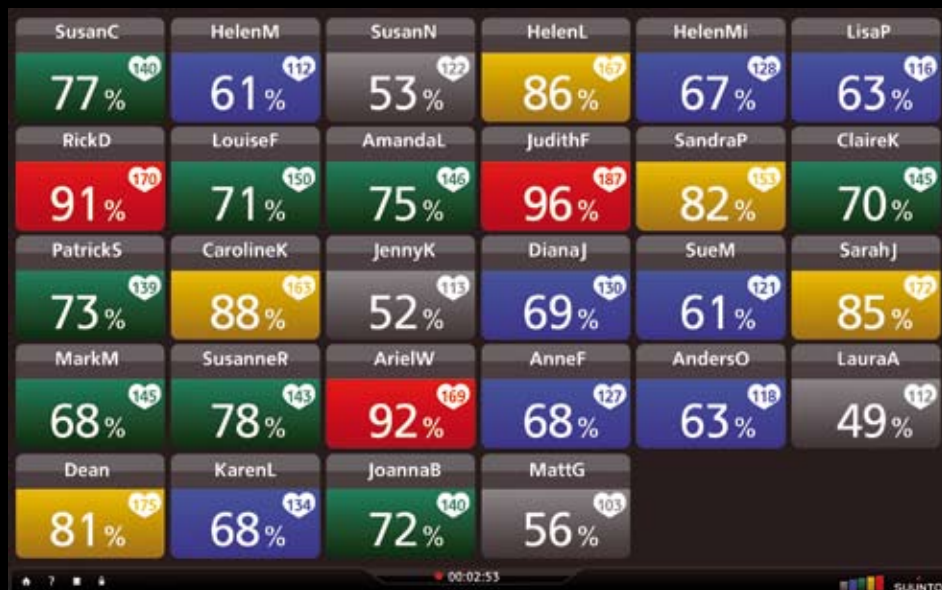 SusanC HelenM SusanN HelenL HelenMi LisaP
140 112 122 167 128 116
77% 61% 53% 86% 67% 63%
RickD LouiseF AmandaL JudithF SandraP ClaireK
170 150 146 187 153 145
91% 71% 75% 96% 82% 70%
PatrickS CarolineK JennyK DianaJ SueM SarahJ
139 163 113 130 121 172
73% 88% 52% 69% 61% 85%
MarkM SusanneR ArielW AnneF AndersO LauraA
145 143 169 127 118 112
68% 78% 92% 68% 63% 49%
Dean KarenL JoannaB MattG
175 134 140 103
81% 68% 72% 56%
? 00:02:53
SUUNTO